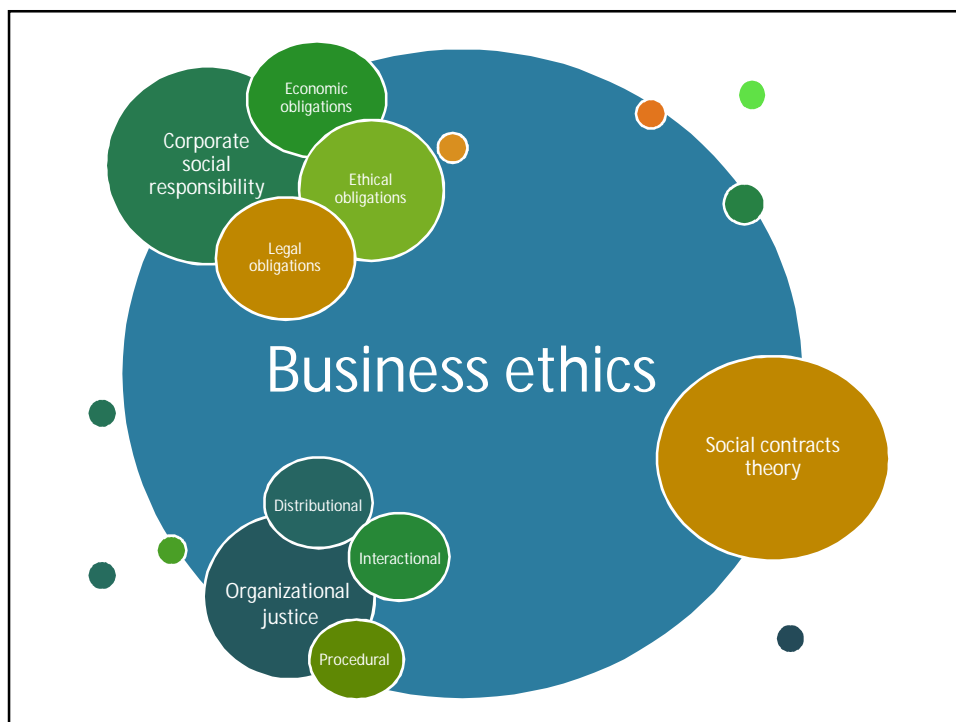 Economic
obligations
Corporate
social
responsibility
Ethical
obligations
Legal
obligations
Business ethics
Social contracts
theory
Distributional
Interactional
Organizational
justice
Procedural